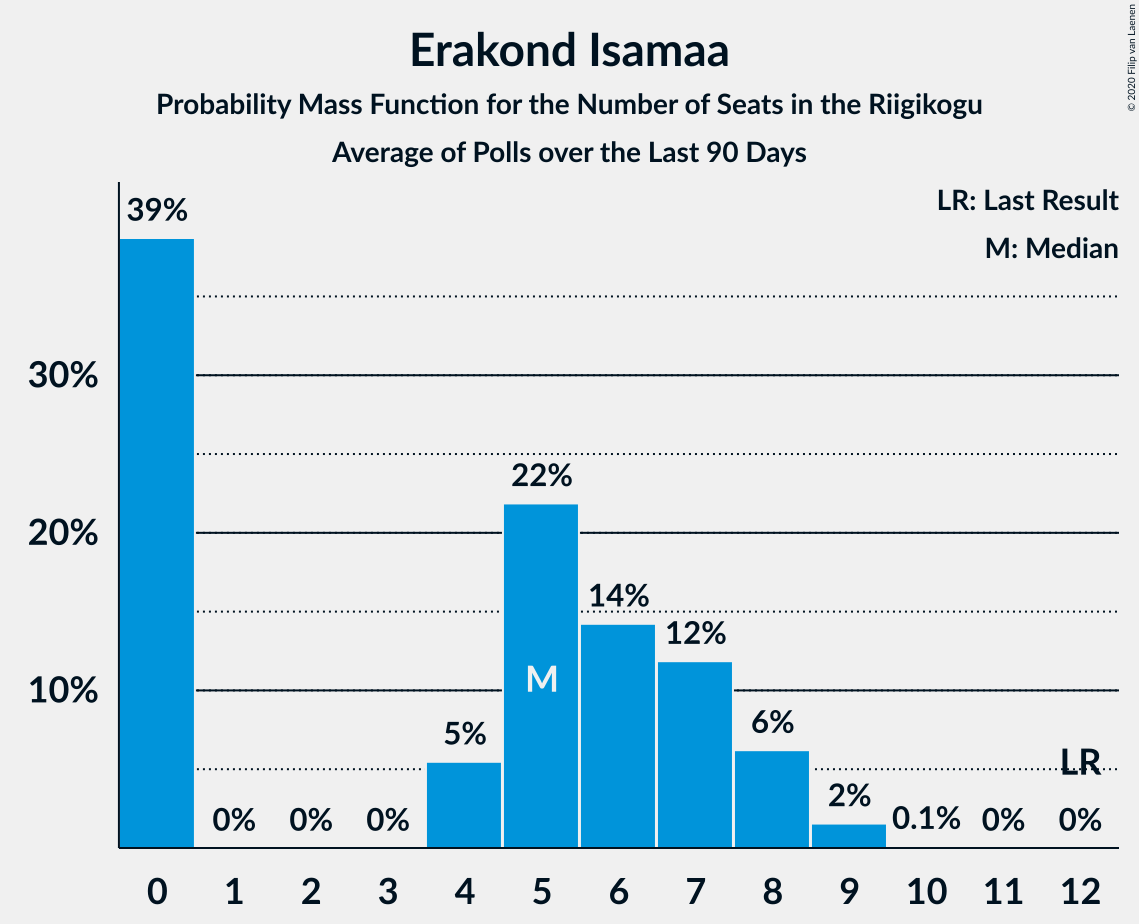 Erakond Isamaa
Probability Mass Function for the Number of Seats in the Riigikogu
Average of Polls over the Last 90 Days
© 2020 Filip van Laenen
LR: Last Result
M: Median
39%
30%
22%
20%
14%
12%
M
10%
5%
6%
LR
0%
0%
0%
2%
0.1%
0%
0%
0 1 2 3 4 5 6 7 8 9 10 11 12